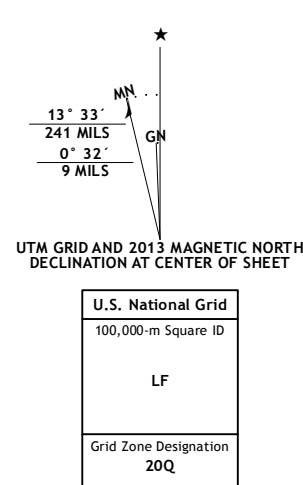 ★
MN
GN
13° 33´
241 MILS
0° 32´
9 MILS
UTM GRID AND 2013 MAGNETIC NORTH
DECLINATION AT CENTER OF SHEET
U.S. National Grid
100,000-m Square ID
LF
Grid Zone Designation
20Q